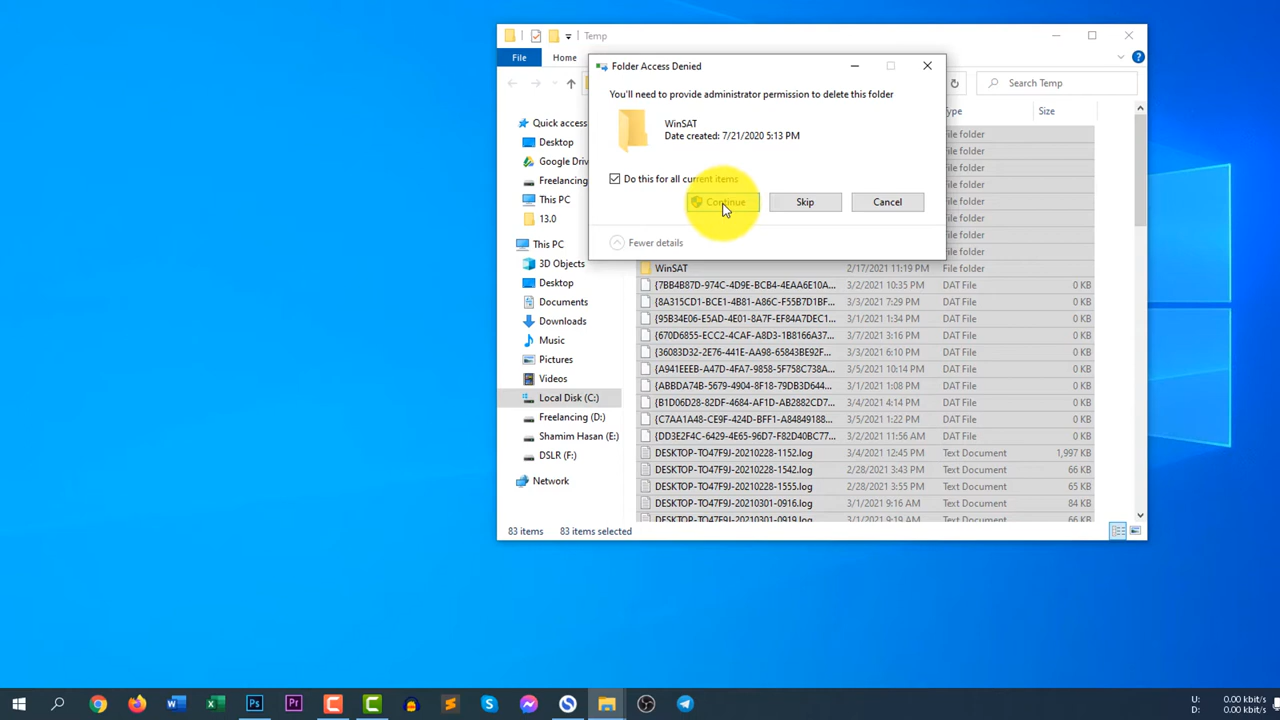 Temp
File
Home
Search Temp
Folder Access Denied
You'll need to provide administrator permission to delete this folder
WinSAT
Date created: 7/21/2020 5:13 PM
Do this for all current items
Continue
Skip
Cancel
Fewer details
Quick access
Desktop
Google Driv
Freelancing
This PC
13.0
This PC
3D Objects
Desktop
Documents
Downloads
Music
Pictures
Videos
Local Disk (C:)
Freelancing (D:)
Shamim Hasan (E:)
DSLR (F:)
Network
ype Size
ile folder
ile folder
WinSAT 2/17/2021 11:19 PM File folder
{7BB4B87D-974C-4D9E-BCB4-4EAA6E10A... 3/2/2021 10:35 PM DAT File 0 KB
{8A315CD1-BCE1-4B81-A86C-F55B7D1BF... 3/3/2021 7:29 PM DAT File 0 KB
{95B34E06-E5AD-4E01-8A7F-EF84A7DEC1... 3/1/2021 1:34 PM DAT File 0 KB
{670D6855-ECC2-4CAF-A8D3-1B8166A37... 3/7/2021 4:16 PM DAT File 0 KB
{36083D32-2E76-441E-AA98-65843BE92F... 3/3/2021 6:10 PM DAT File 0 KB
{A941EEEB-A47D-4FA7-9858-5F758C738A... 3/5/2021 10:14 PM DAT File 0 KB
{ABBDA74B-5679-4904-8F18-79DB3D644... 3/2/2021 1:08 PM DAT File 0 KB
{B1D06D28-82DF-4684-AF1D-AB2882CD7... 3/4/2021 4:14 PM DAT File 0 KB
{C7AA1A48-CE9F-424D-BFF1-A84849188... 3/5/2021 1:22 PM DAT File 0 KB
{DD3E2F4C-6429-4E65-96D7-F82D40BC77... 3/2/2021 11:56 AM DAT File 0 KB
DESKTOP-TO47F9J-20210228-1152.log 3/4/2021 12:45 PM Text Document 1,997 KB
DESKTOP-TO47F9J-20210228-1542.log 2/28/2021 3:43 PM Text Document 66 KB
DESKTOP-TO47F9J-20210228-1555.log 2/28/2021 3:55 PM Text Document 65 KB
DESKTOP-TO47F9J-20210301-0916.log 3/1/2021 9:16 AM Text Document 84 KB
DESKTOP-TO47F9J-20210301-0919.log 3/1/2021 9:19 AM Text Document 66 KB
83 items 83 items selected
U: 0.00 kbit/s
D: 0.00 kbit/s